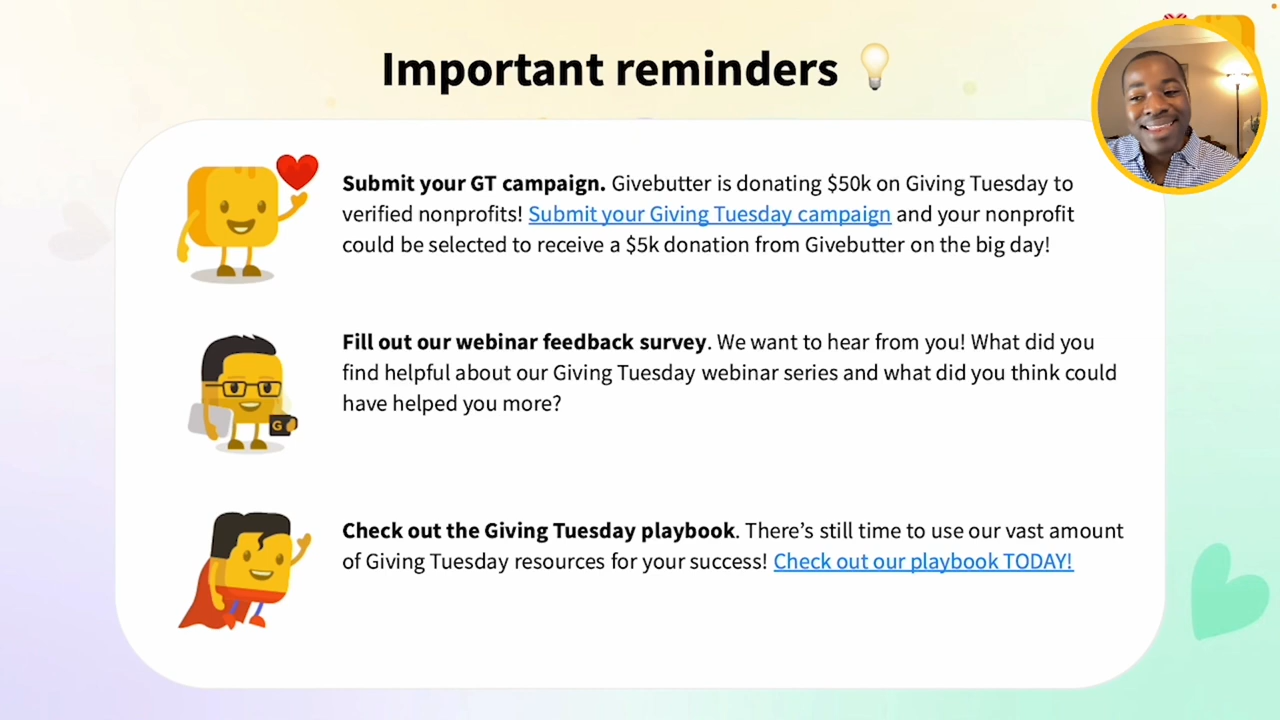 Important reminders
Submit your GT campaign. Givebutter is donating $50k on Giving Tuesday to
verified nonprofits! Submit your Giving Tuesday campaign and your nonprofit
could be selected to receive a $5k donation from Givebutter on the big day!
Fill out our webinar feedback survey. We want to hear from you! What did you
find helpful about our Giving Tuesday webinar series and what did you think could
have helped you more?
G
Check out the Giving Tuesday playbook. There’s still time to use our vast amount
of Giving Tuesday resources for your success! Check out our playbook TODAY!